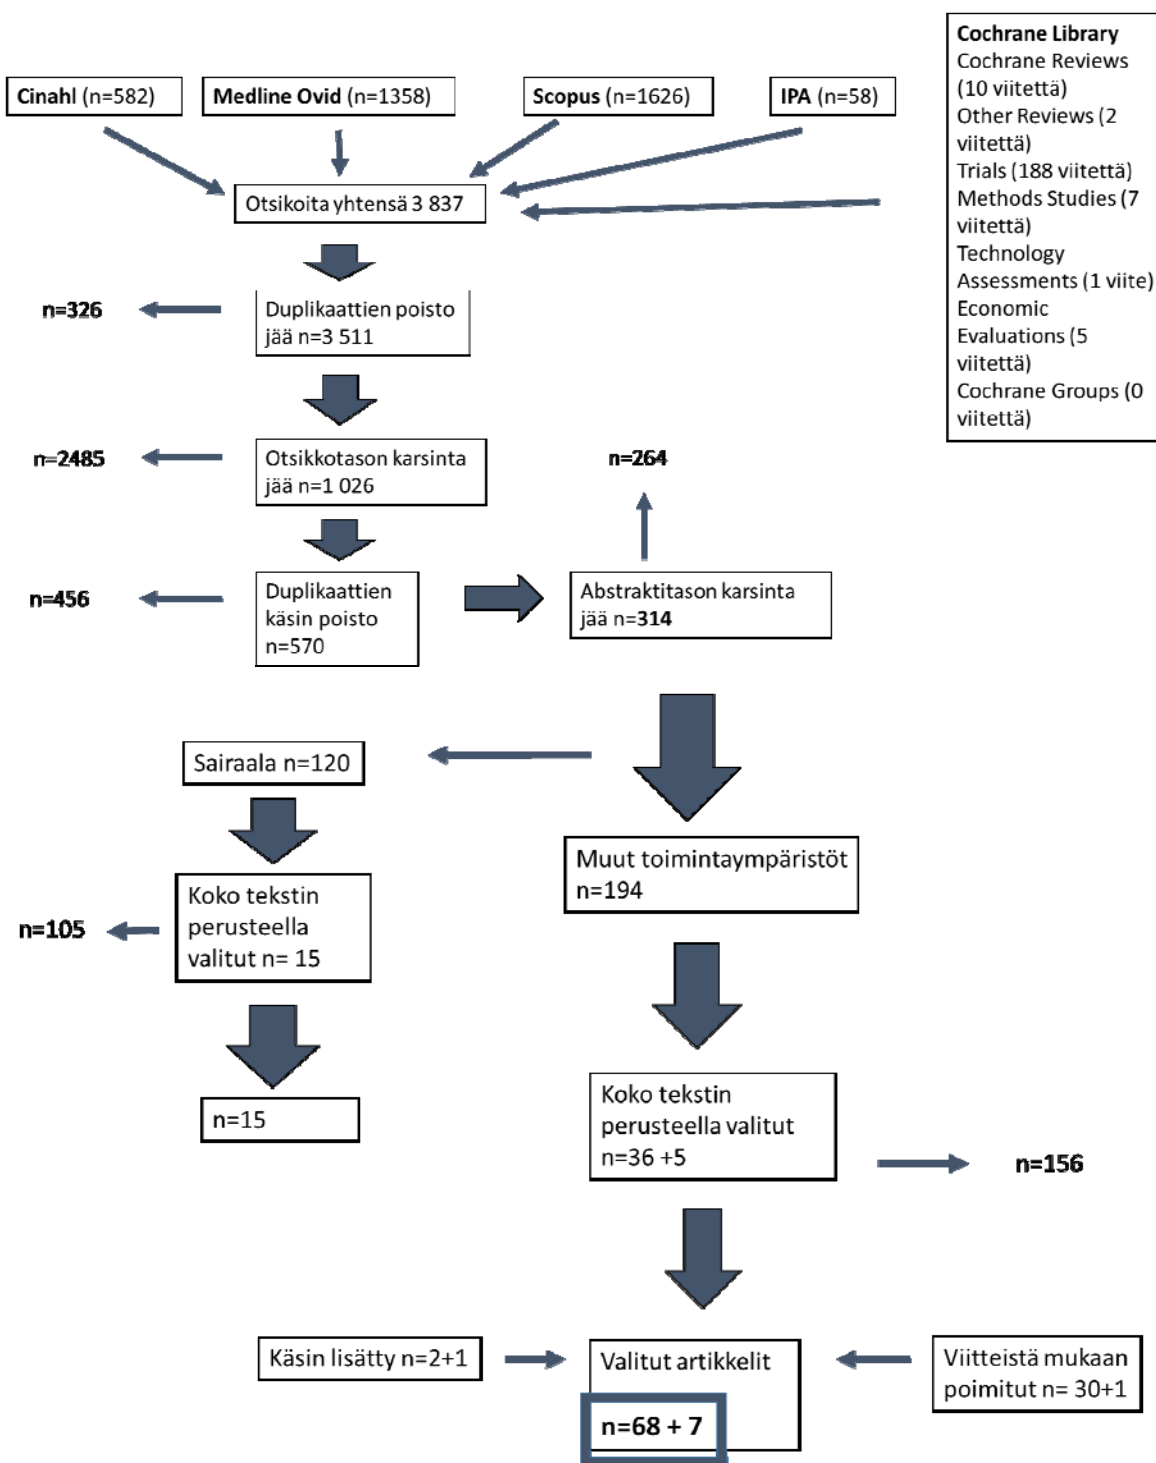 Cinahl (n=582)
Medline Ovid (n=1358)
Scopus (n=1626)
IPA (n=58)
Cochrane Library
Cochrane Reviews
(10 viitettä)
Other Reviews (2
viitettä)
Trials (188 viitettä)
Methods Studies (7
viitettä)
Technology
Assessments (1 viite)
Economic
Evaluations (5
viitettä)
Cochrane Groups (0
viitettä)
Otsikoita yhtensä 3 837
n=326
Duplikaattien poisto
jää n=3 511
n=2485
Otsikkotason karsinta
jää n=1 026
n=264
n=456
Duplikaattien
käsin poisto
n=570
Abstraktitason karsinta
jää n=314
Sairaala n=120
Muut toimintaympäristöt
n=194
n=105
Koko tekstin
perusteella
valitut n= 15
n=15
Koko tekstin
perusteella valitut
n=36 +5
n=156
Käsin lisätty n=2+1
Valitut artikkelit
n=68 + 7
Viitteistä mukaan
poimitut n= 30+1